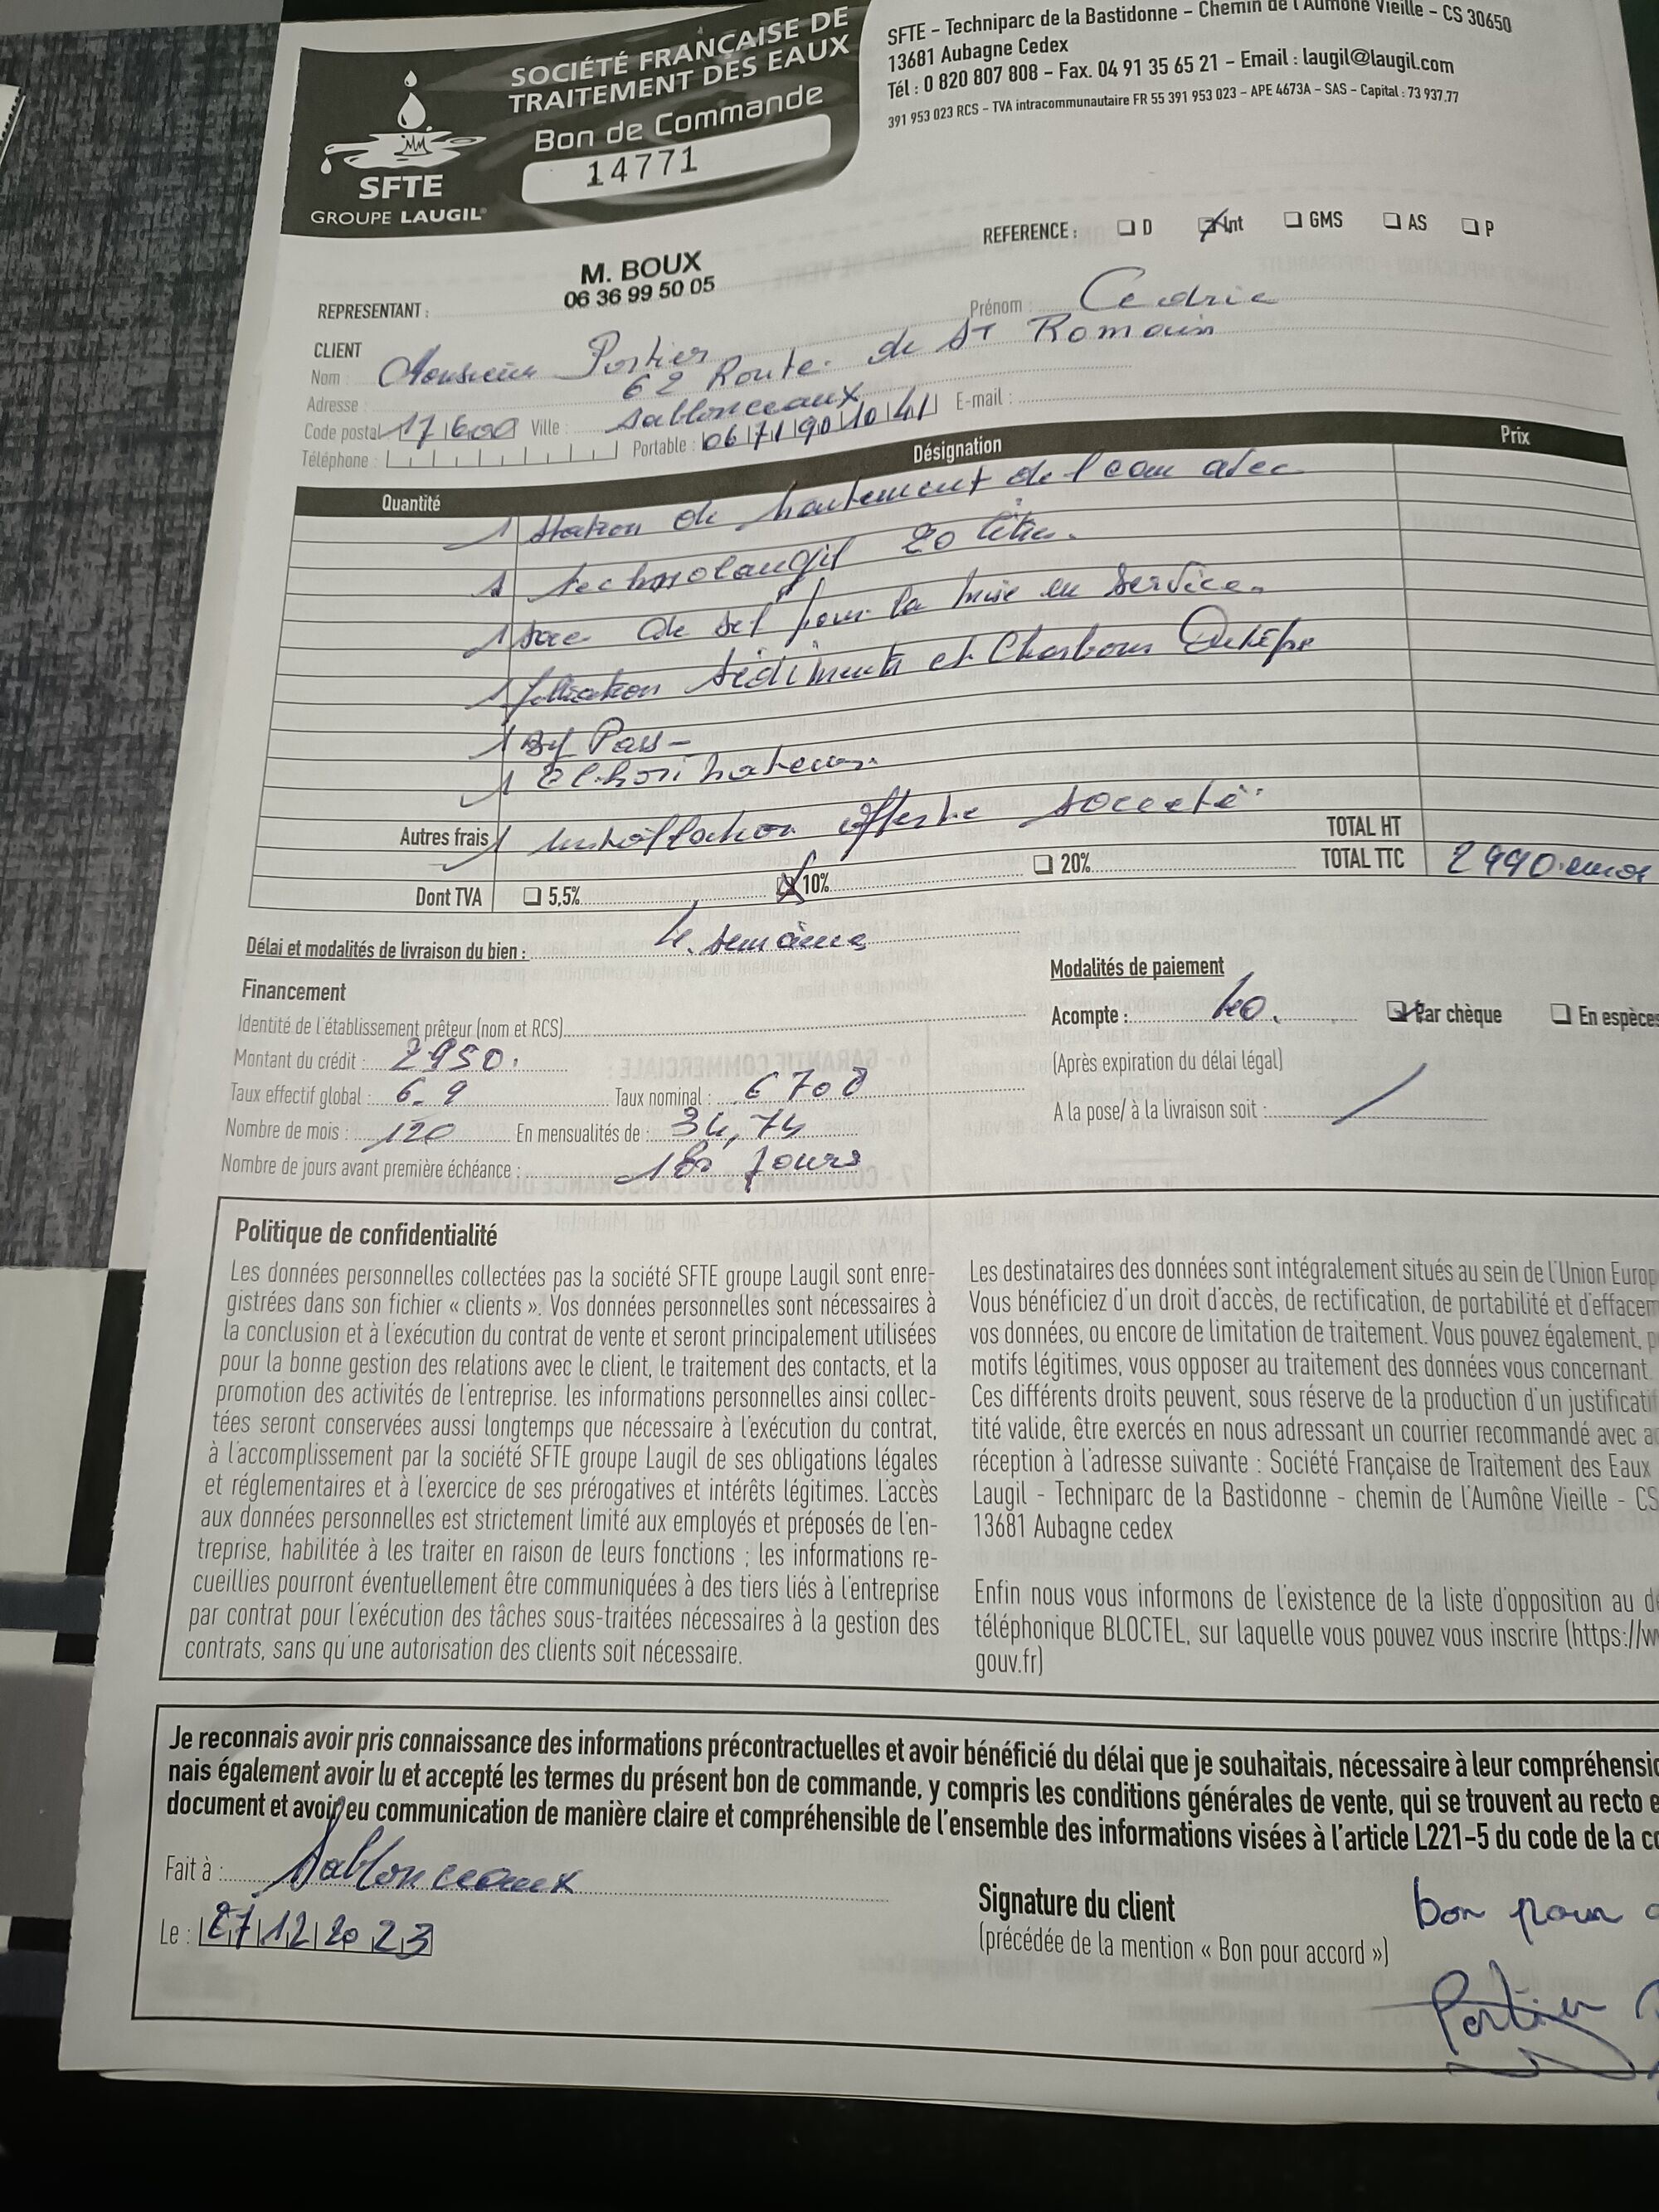 SOCIÉTÉ FRANÇAISE DE
TRAITEMENT DES EAUX
Bon de Commande
14771
SFTE
GROUPE LAUGIL
SFTE – Techniparc de la Bastidonne – Chemin de l'Aumône Vieille – CS 30650
13681 Aubagne Cedex
Tél : 0 820 807 808 – Fax. 04 91 35 65 21 – Email : laugil@laugil.com
391 953 023 RCS – TVA intracommunautaire FR 55 391 953 023 – APE 4673A – SAS – Capital : 73 937,77
REFERENCE : D Int GMS AS P
M. BOUX
06 36 99 50 05
REPRESENTANT :
CLIENT
Nom : Monsieur Portier Prénom : Cedric
Adresse : 62 Route de ST Romain
Code postal 17600 Ville : Sablonceaux
Téléphone : Portable : 06 71 90 10 41 E-mail :
Quantité Désignation Prix
1 Station de traitement de l'eau avec
1 technolaugil 20 litres.
1 sac de sel pour la mise en service.
1 filtration sédiments et Charbons
1 By Pass
1
Autres frais 1 installation offerte société
TOTAL HT
Dont TVA 5,5% 10% 20% TOTAL TTC 2990 euros
Délai et modalités de livraison du bien : 4 semaines
Financement
Identité de l'établissement prêteur (nom et RCS)
Montant du crédit : 2950.
Taux effectif global : 6.9 Taux nominal : 6 70
Nombre de mois : 120 En mensualités de : 34,74
Nombre de jours avant première échéance : 180 jours
Modalités de paiement
Acompte : 40. Par chèque En espèces
(Après expiration du délai légal)
A la pose/ à la livraison soit :
Politique de confidentialité
Les données personnelles collectées pas la société SFTE groupe Laugil sont enre-
gistrées dans son fichier « clients ». Vos données personnelles sont nécessaires à
la conclusion et à l'exécution du contrat de vente et seront principalement utilisées
pour la bonne gestion des relations avec le client, le traitement des contacts, et la
promotion des activités de l'entreprise. les informations personnelles ainsi collec-
tées seront conservées aussi longtemps que nécessaire à l'exécution du contrat,
à l'accomplissement par la société SFTE groupe Laugil de ses obligations légales
et réglementaires et à l'exercice de ses prérogatives et intérêts légitimes. L'accès
aux données personnelles est strictement limité aux employés et préposés de l'en-
treprise, habilitée à les traiter en raison de leurs fonctions ; les informations re-
cueillies pourront éventuellement être communiquées à des tiers liés à l'entreprise
par contrat pour l'exécution des tâches sous-traitées nécessaires à la gestion des
contrats, sans qu'une autorisation des clients soit nécessaire.
Les destinataires des données sont intégralement situés au sein de l'Union Europ
Vous bénéficiez d'un droit d'accès, de rectification, de portabilité et d'effacem
vos données, ou encore de limitation de traitement. Vous pouvez également, p
motifs légitimes, vous opposer au traitement des données vous concernant
Ces différents droits peuvent, sous réserve de la production d'un justificatif
tité valide, être exercés en nous adressant un courrier recommandé avec a
réception à l'adresse suivante : Société Française de Traitement des Eaux
Laugil - Techniparc de la Bastidonne - chemin de l'Aumône Vieille - CS
13681 Aubagne cedex
Enfin nous vous informons de l'existence de la liste d'opposition au d
téléphonique BLOCTEL, sur laquelle vous pouvez vous inscrire (https://w
gouv.fr)
Je reconnais avoir pris connaissance des informations précontractuelles et avoir bénéficié du délai que je souhaitais, nécessaire à leur compréhensio
nais également avoir lu et accepté les termes du présent bon de commande, y compris les conditions générales de vente, qui se trouvent au recto e
document et avoir eu communication de manière claire et compréhensible de l'ensemble des informations visées à l'article L221-5 du code de la co
Fait à : Sablonceaux
Le : 27 12 2023
Signature du client
(précédée de la mention « Bon pour accord »)
bon pour a
Portier